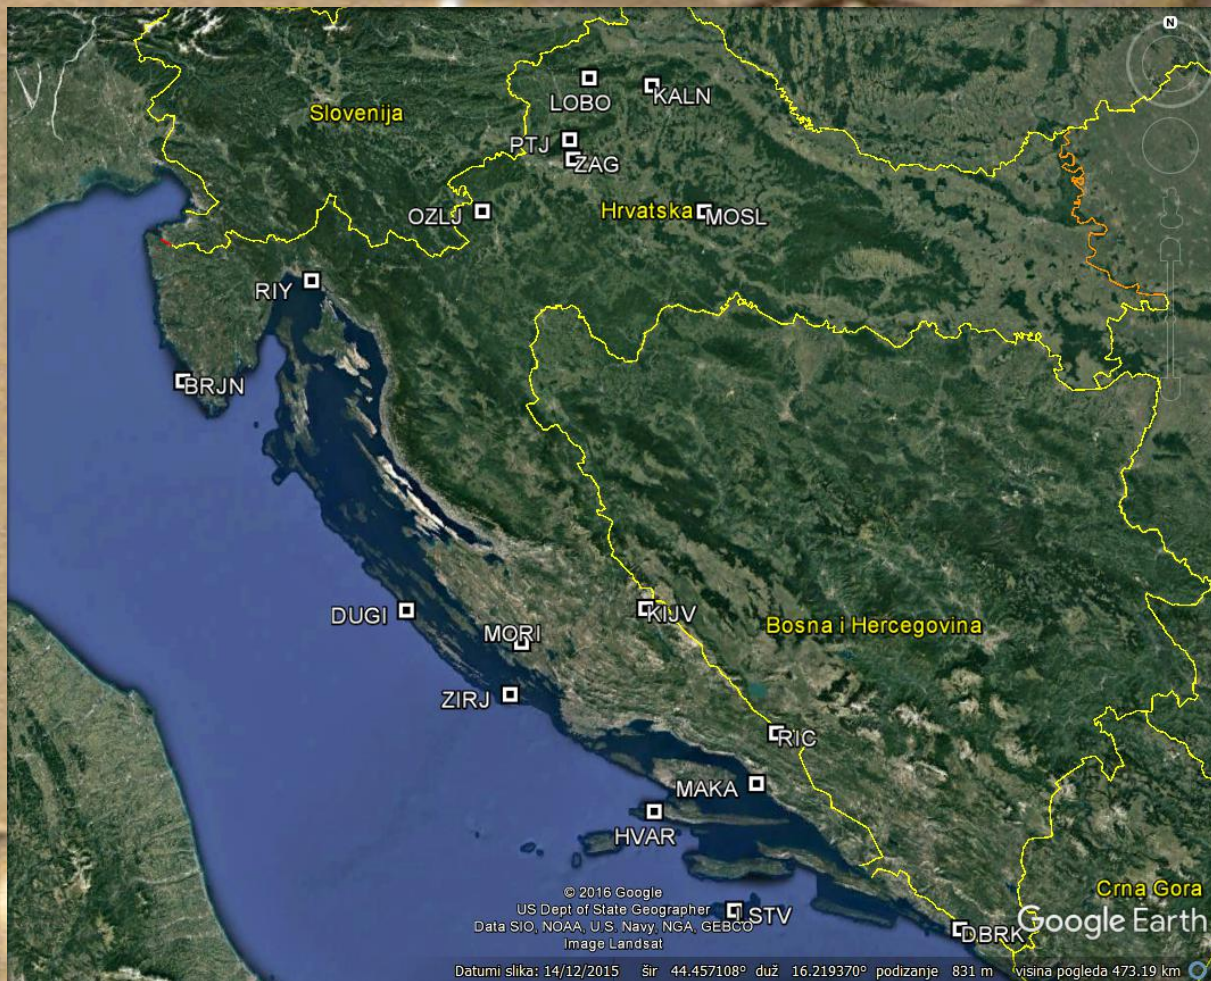 N
Slovenija
LOBO
KALN
PTJ
ZAG
OZLJ
Hrvatska
MOSL
RIY
BRJN
DUGI
KIJV
MORI
Bosna i Hercegovina
ZIRJ
RIC
MAKA
HVAR
© 2016 Google
US Dept of State Geographer
Data SIO, NOAA, U.S. Navy, NGA, GEBCO
Image Landsat
LSTV
Crna Gora
Google Earth
DBRK
Datumi slika: 14/12/2015 šir 44.457108° duž 16.219370° podizanje 831 m visina pogleda 473.19 km